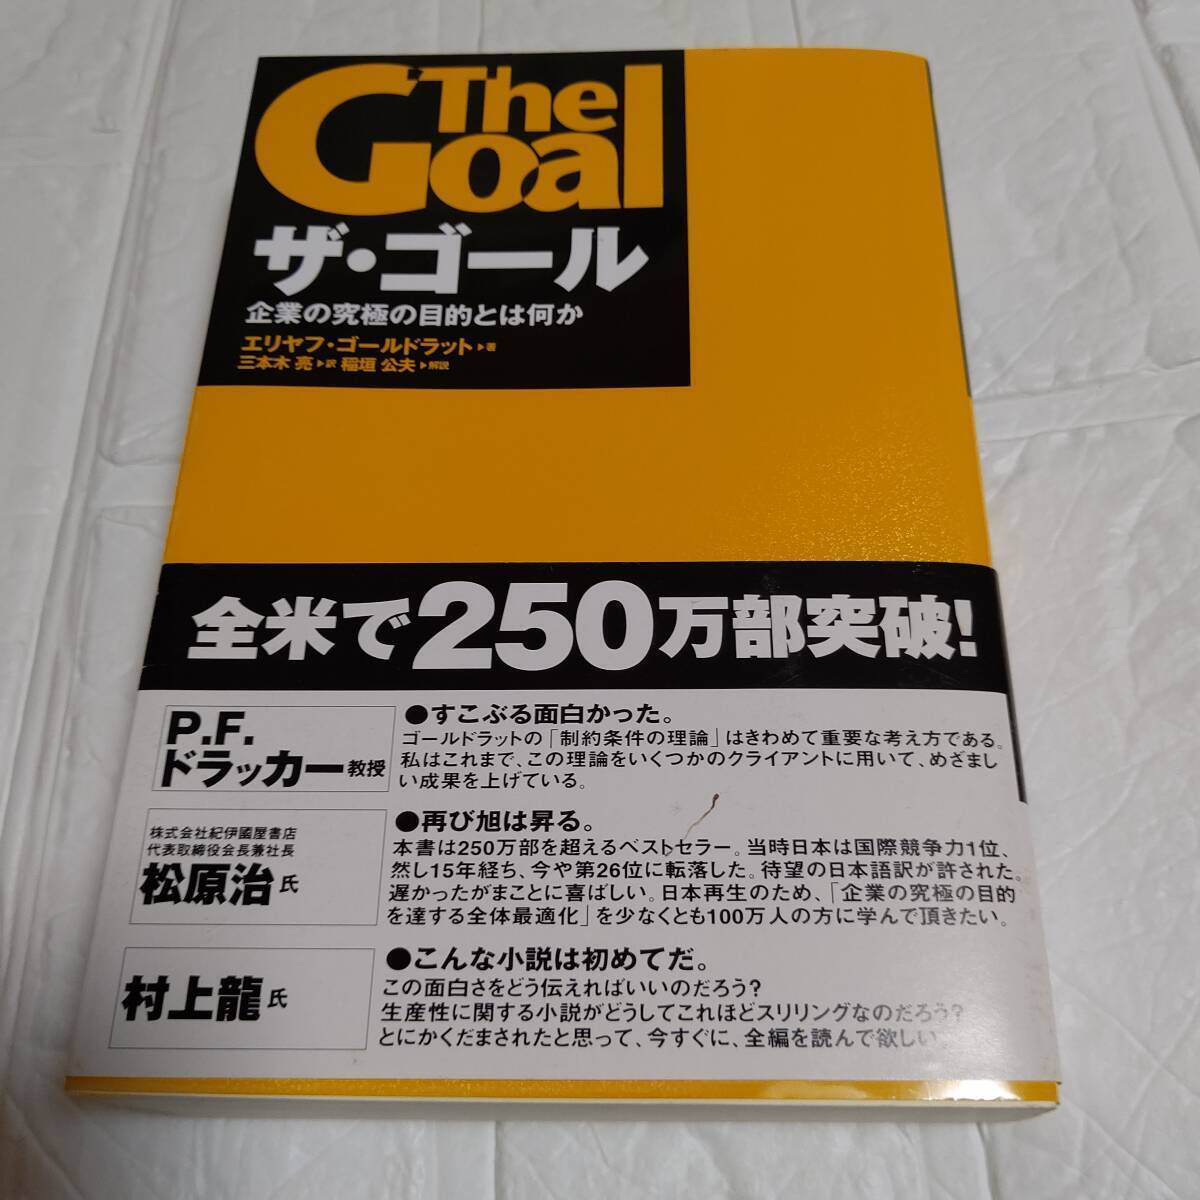 The
Goal
ザ・ゴール
企業の究極の目的とは何か
エリヤフ・ゴールドラット▶著
三本木 亮▶訳 稲垣 公夫▶解説
全米で250万部突破!
P.F.
ドラッカー教授
●すこぶる面白かった。
ゴールドラットの「制約条件の理論」はきわめて重要な考え方である。
私はこれまで、この理論をいくつかのクライアントに用いて、めざまし
い成果を上げている。
株式会社紀伊國屋書店
代表取締役会長兼社長
松原治氏
●再び旭は昇る。
本書は250万部を超えるベストセラー。当時日本は国際競争力1位、
然し15年経ち、今や第26位に転落した。待望の日本語訳が許された。
遅かったがまことに喜ばしい。日本再生のため、「企業の究極の目的
を達する全体最適化」を少なくとも100万人の方に学んで頂きたい。
村上龍氏
●こんな小説は初めてだ。
この面白さをどう伝えればいいのだろう?
生産性に関する小説がどうしてこれほどスリリングなのだろう?
とにかくだまされたと思って、今すぐに、全編を読んで欲しい。